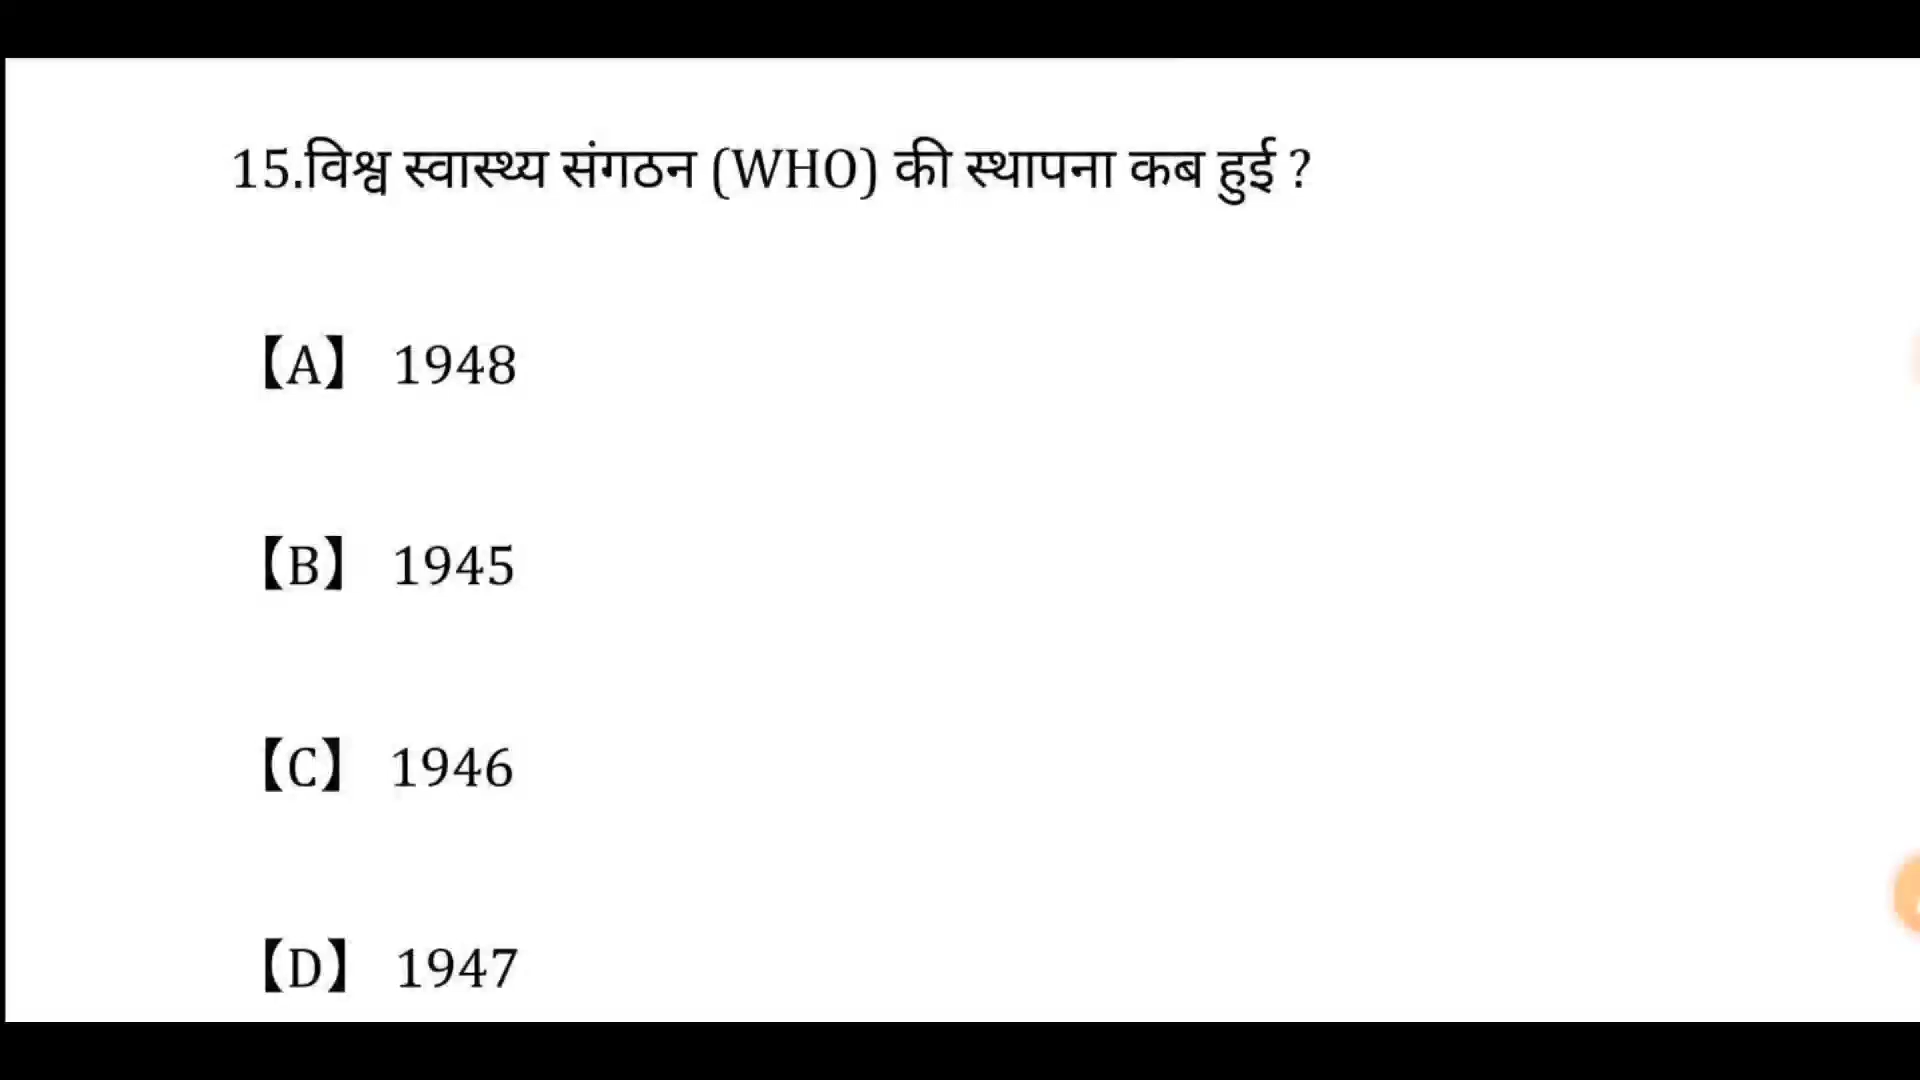 15.विश्व स्वास्थ्य संगठन (WHO) की स्थापना कब हुई ?
【A】 1948
【B】 1945
【C】 1946
【D】 1947